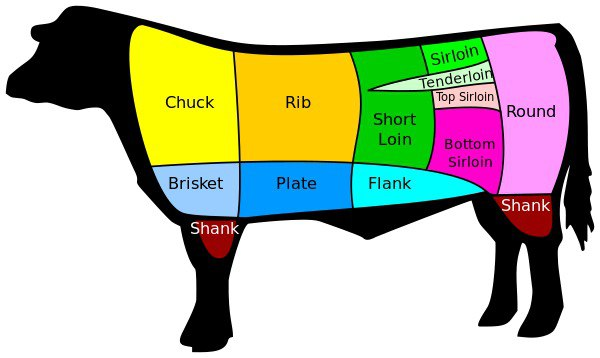 Sirloin
Tenderloin
Chuck
Rib
Top Sirloin
Round
Short
Loin
Bottom
Sirloin
Brisket
Plate
Flank
Shank
Shank